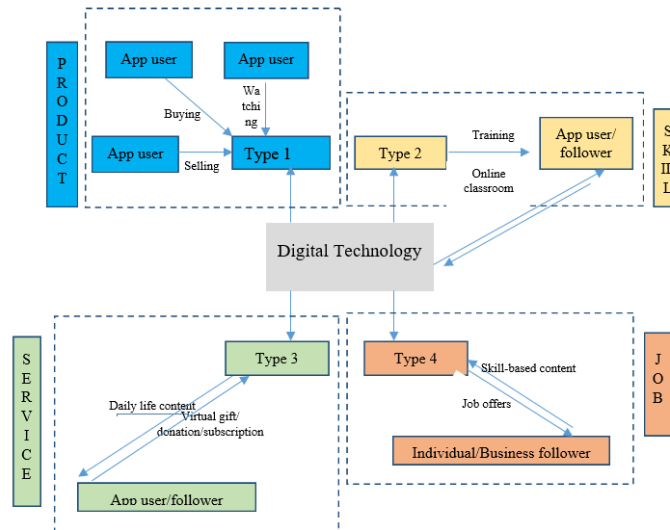 P
R
O
D
U
C
T
App user
App user
Buying
Wa
tchi
ng
App user
Selling
Type 1
Type 2
Training
Online
classroom
App user/
follower
S
K
IL
L
Digital Technology
S
E
R
V
I
C
E
Type 3
Daily life content
Virtual gift/
donation/subscription
App user/follower
Type 4
Skill-based content
Job offers
Individual/Business follower
J
O
B